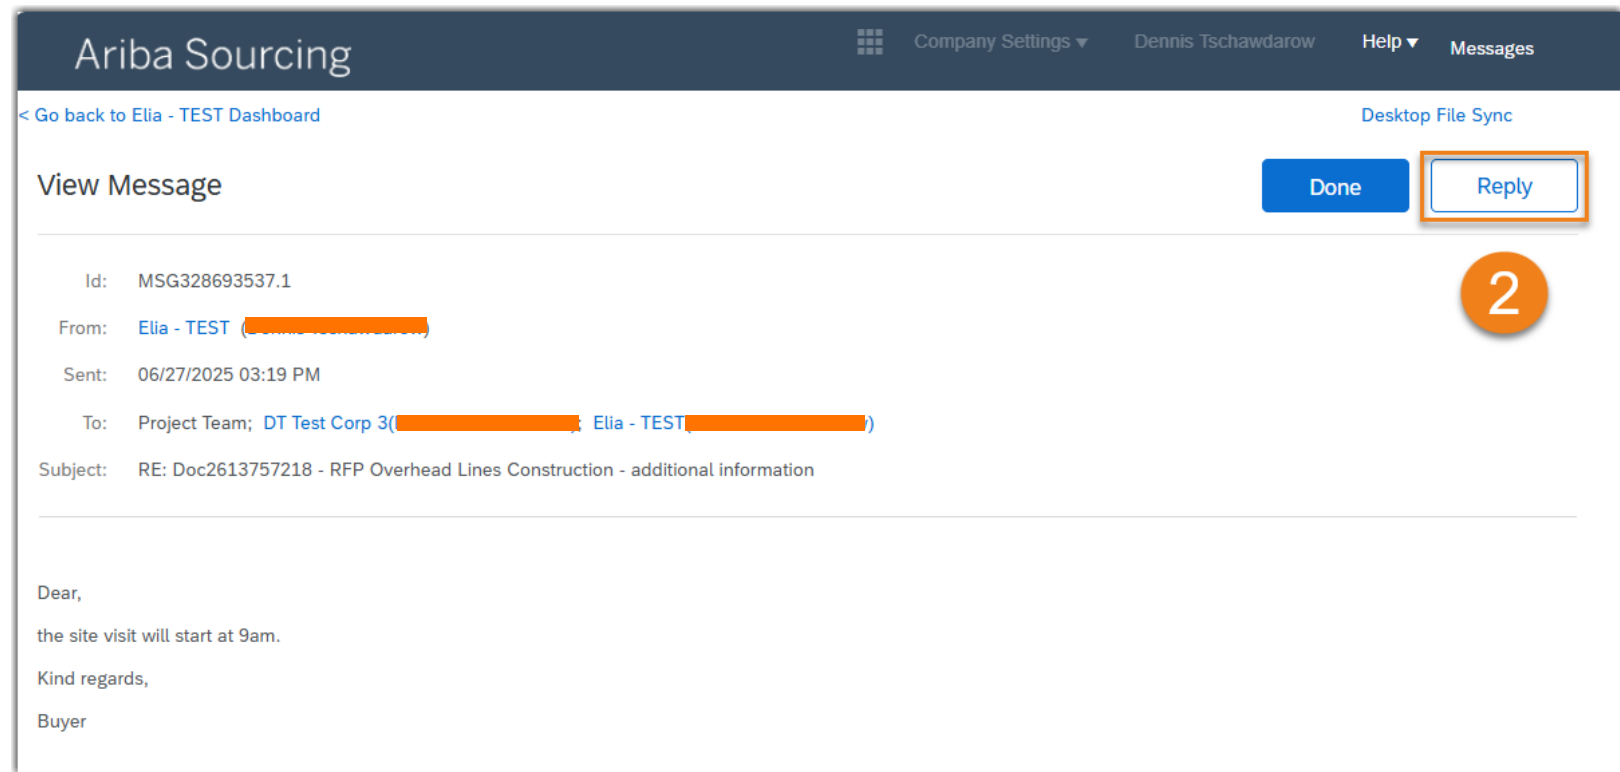 Ariba Sourcing
Company Settings ▾ Dennis Tschawdarow Help ▾ Messages
< Go back to Elia - TEST Dashboard Desktop File Sync
View Message Done Reply
2
Id: MSG328693537.1
From: Elia - TEST ( )
Sent: 06/27/2025 03:19 PM
To: Project Team; DT Test Corp 3( ; Elia - TEST( )
Subject: RE: Doc2613757218 - RFP Overhead Lines Construction - additional information
Dear,
the site visit will start at 9am.
Kind regards,
Buyer